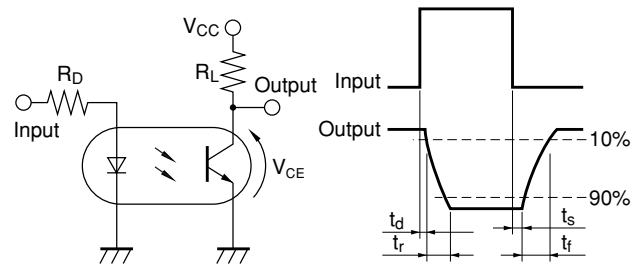 V_CC
R_D
R_L
Output
Input
V_CE
Input
Output
10%
90%
t_d
t_s
t_r
t_f